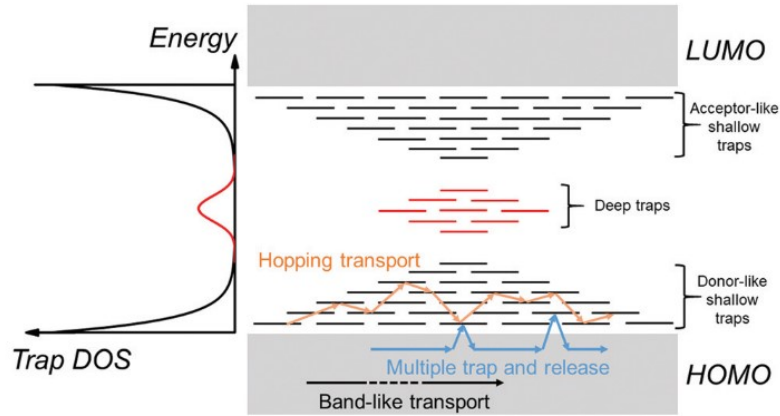 Energy
LUMO
Acceptor-like
shallow
traps
Deep traps
Hopping transport
Donor-like
shallow
traps
Trap DOS
Multiple trap and release
HOMO
Band-like transport